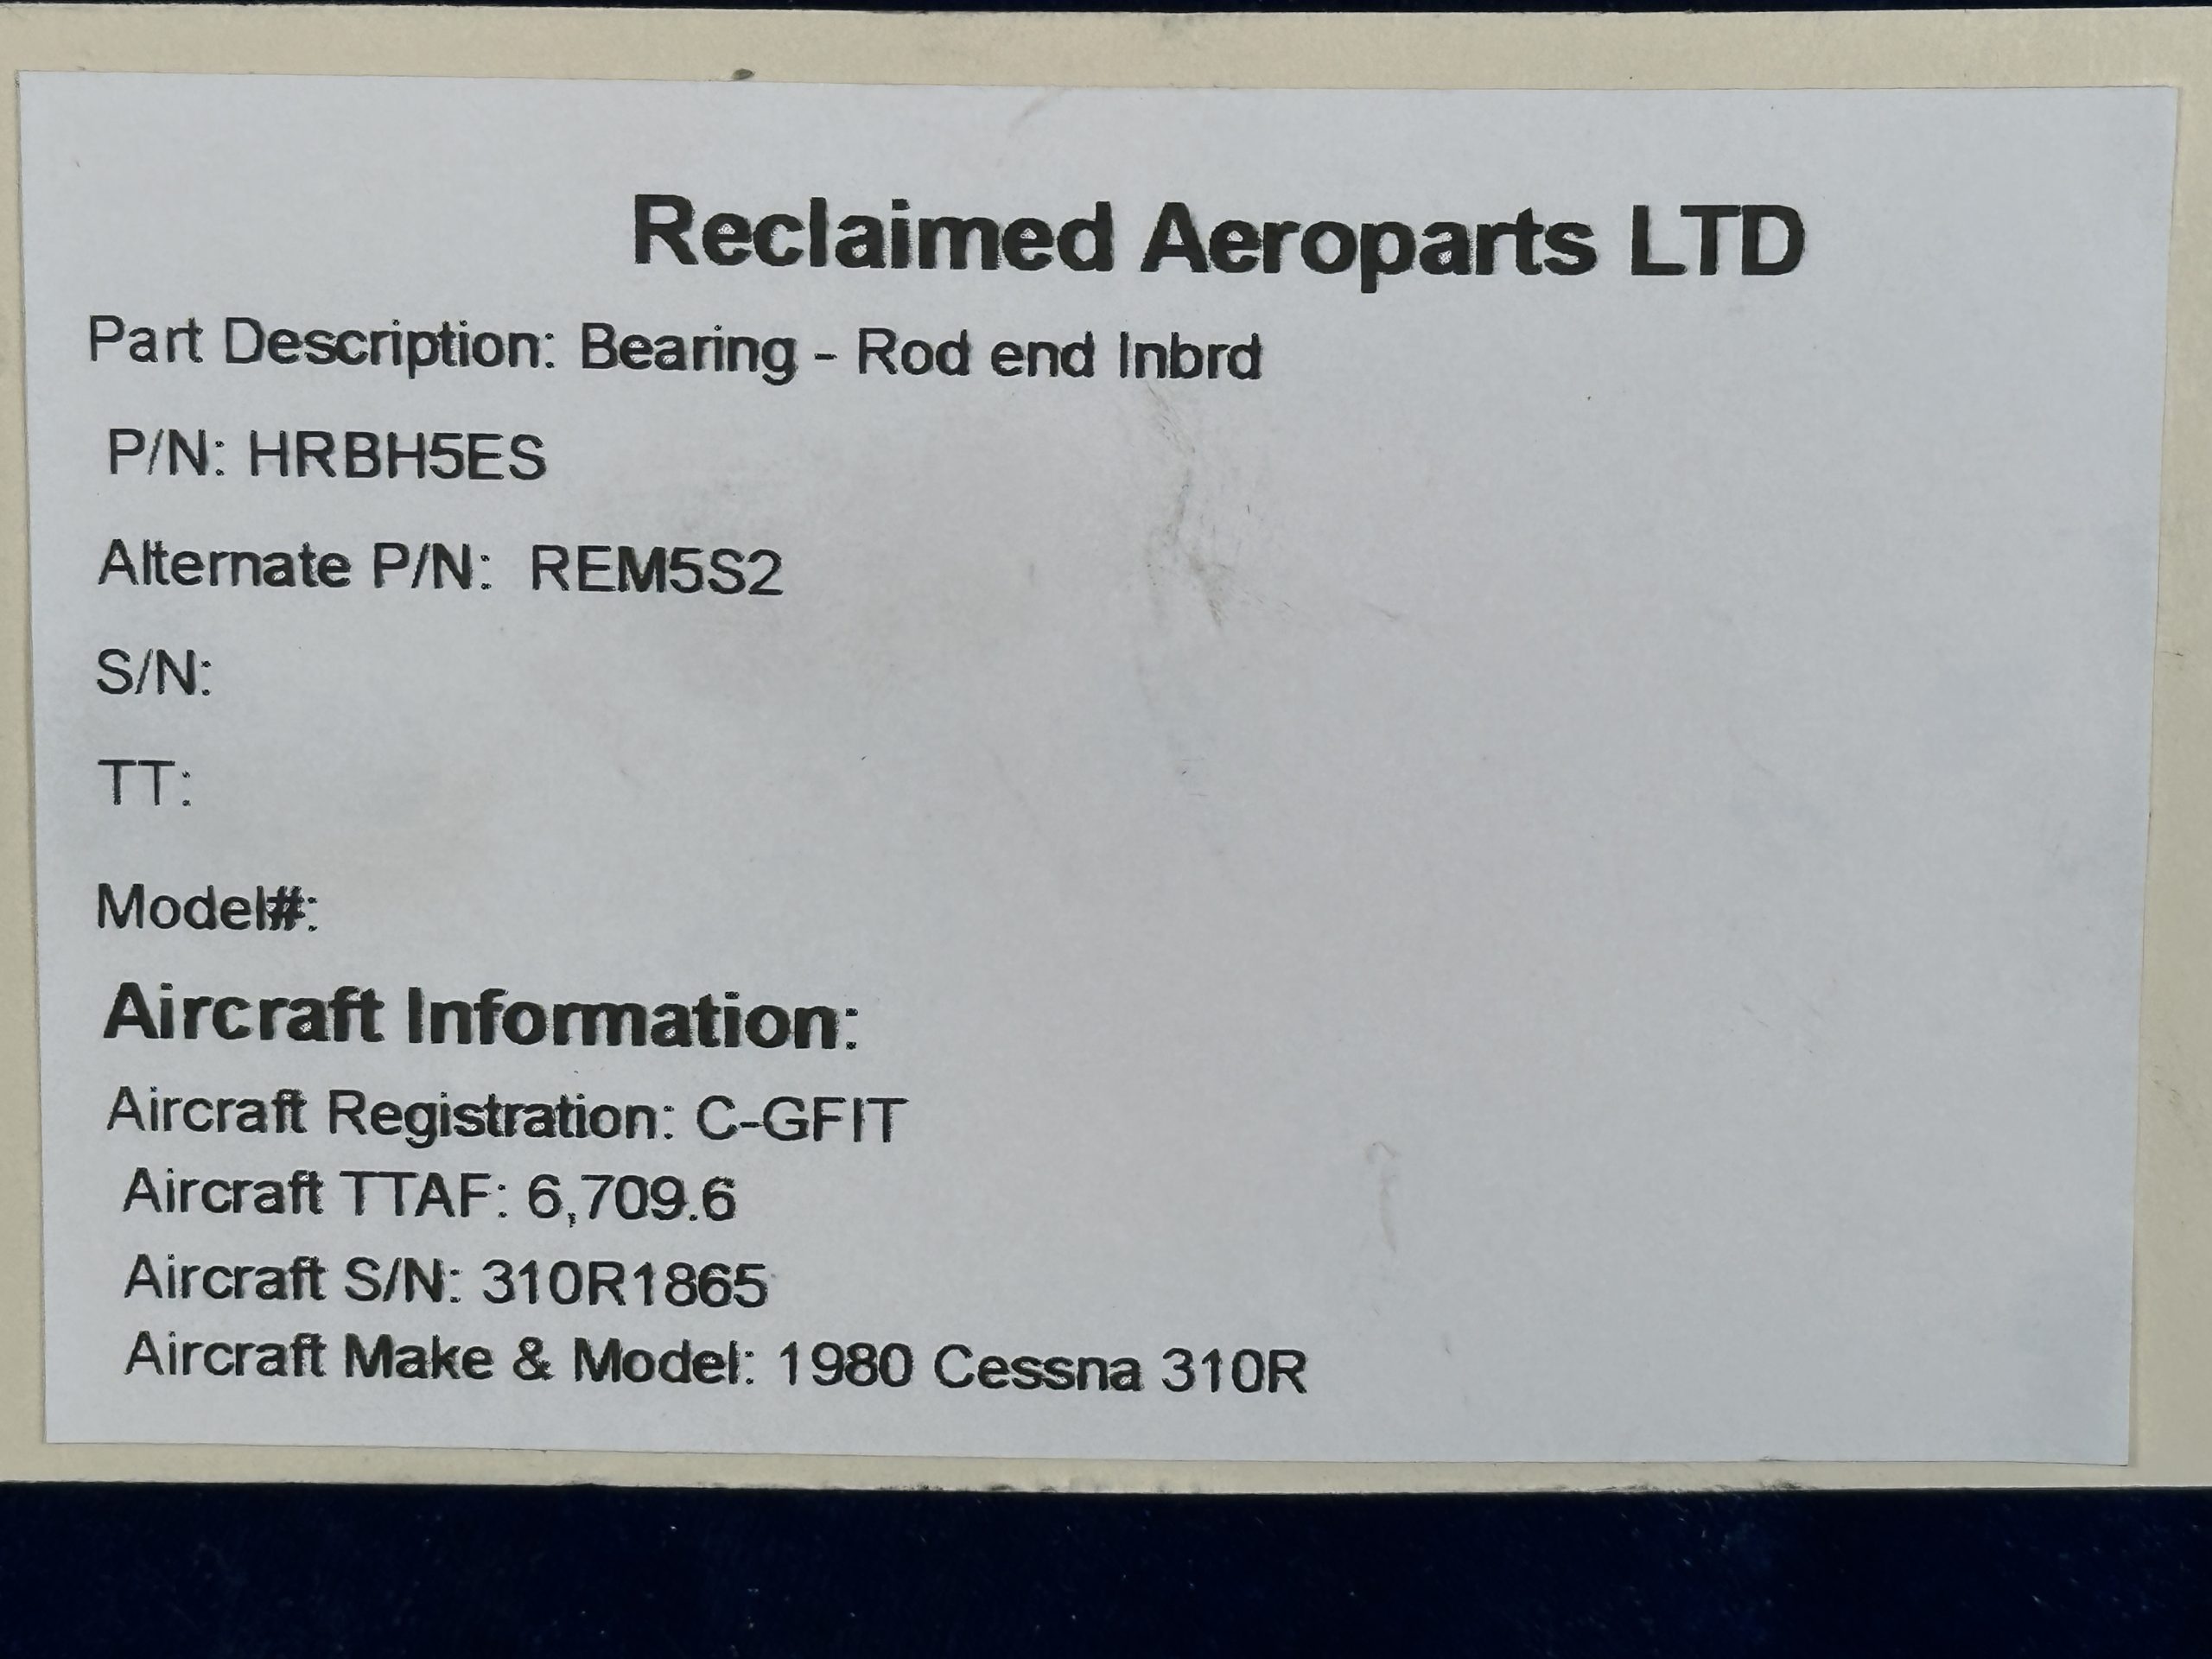 Reclaimed Aeroparts LTD
Part Description: Bearing - Rod end Inbrd
P/N: HRBH5ES
Alternate P/N: REM5S2
S/N:
TT:
Model#:
Aircraft Information:
Aircraft Registration: C-GFIT
Aircraft TTAF: 6,709.6
Aircraft S/N: 310R1865
Aircraft Make & Model: 1980 Cessna 310R